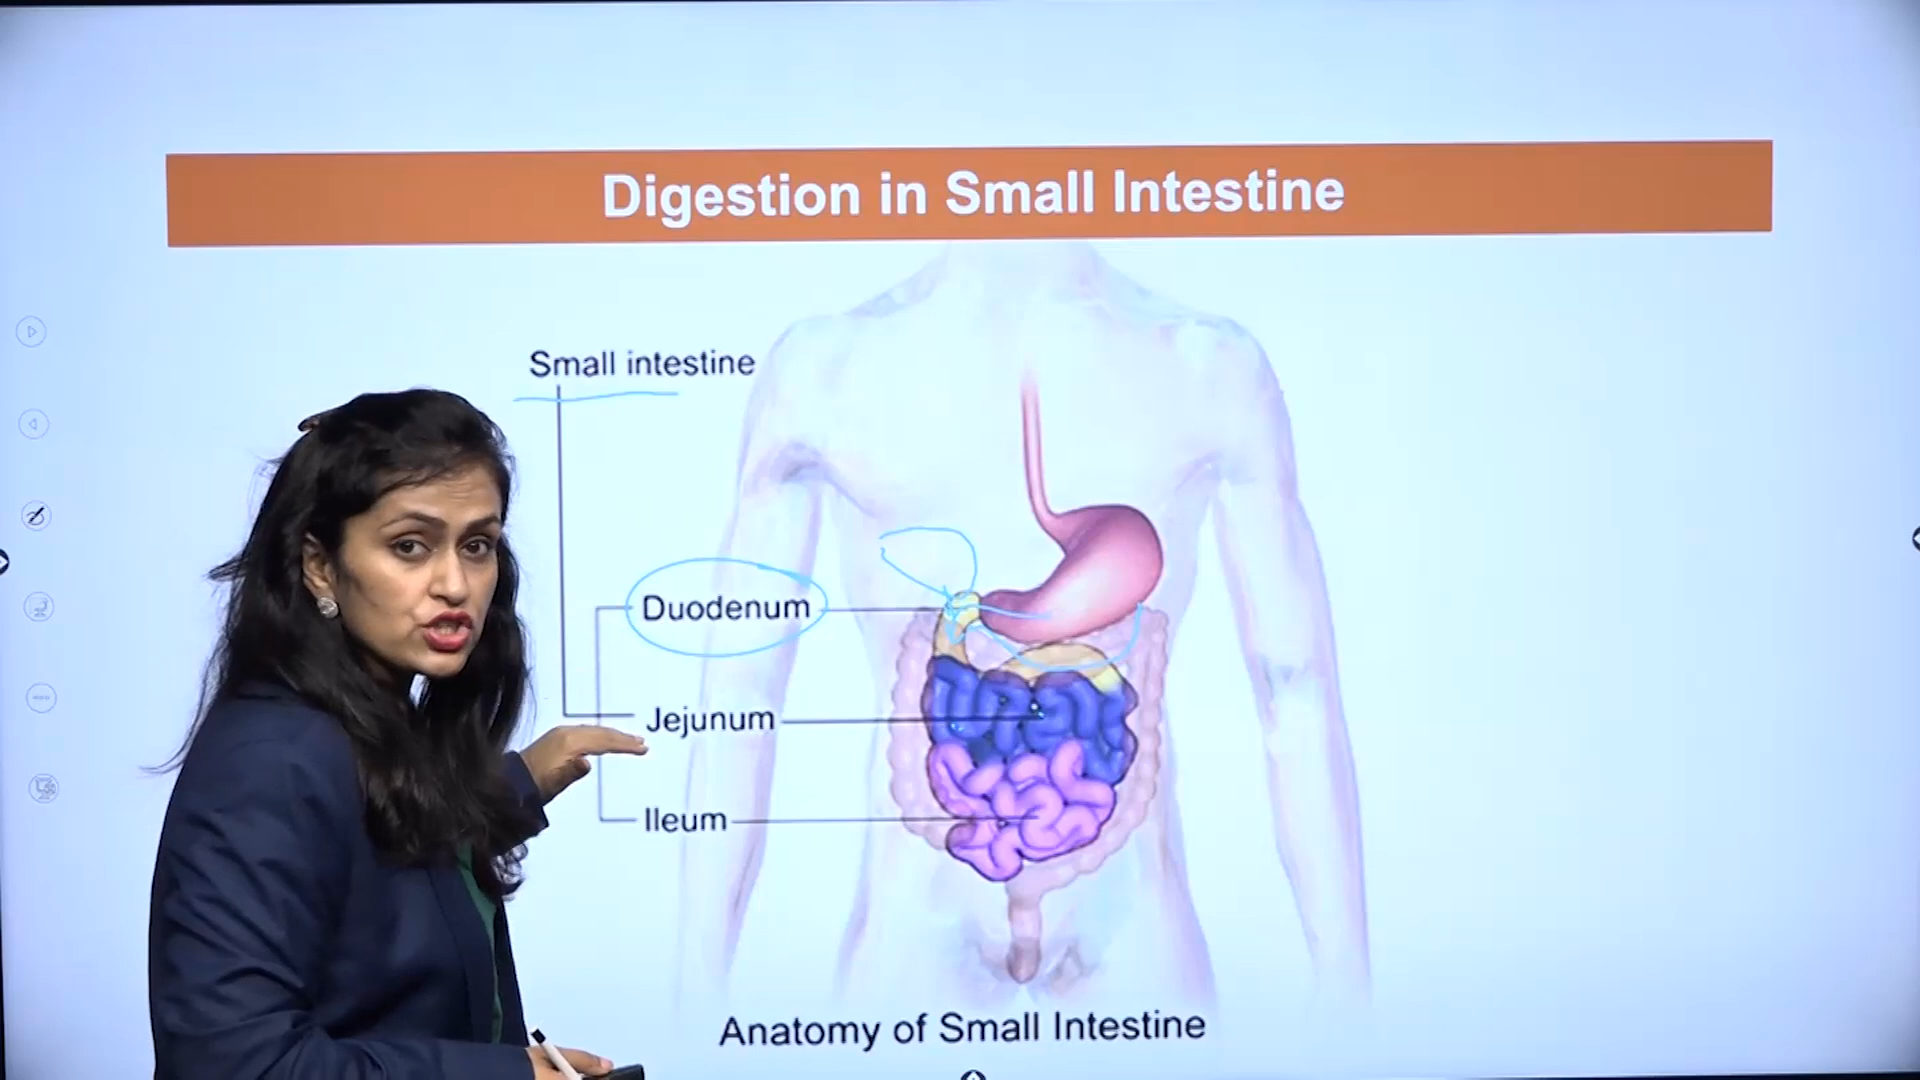 Digestion in Small Intestine
Small intestine
Duodenum
Jejunum
Ileum
Anatomy of Small Intestine